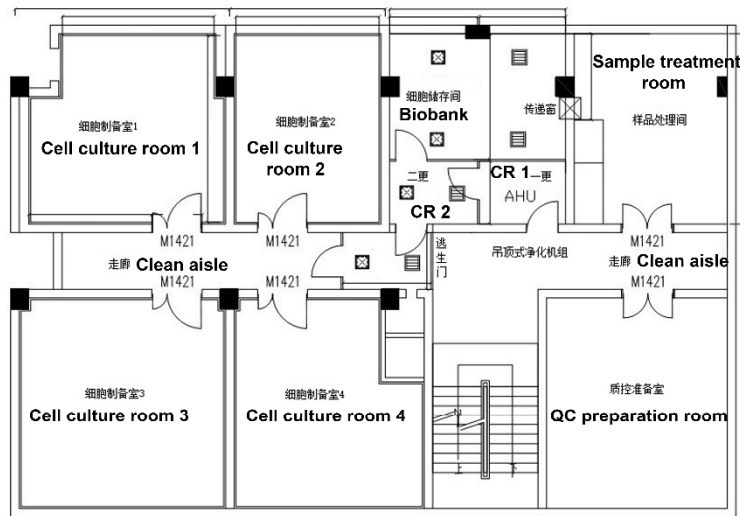 Sample treatment
room
样品处理间
细胞储存间
Biobank
传递窗
细胞制备室1
Cell culture room 1
细胞制备室2
Cell culture
room 2
二更
CR 2
CR 1
一更
AHU
M1421
M1421
M1421
走廊
Clean aisle
M1421
M1421
逃生门
吊顶式净化机组
走廊
Clean aisle
M1421
细胞制备室3
Cell culture room 3
细胞制备室4
Cell culture room 4
上
下
质控准备室
QC preparation room